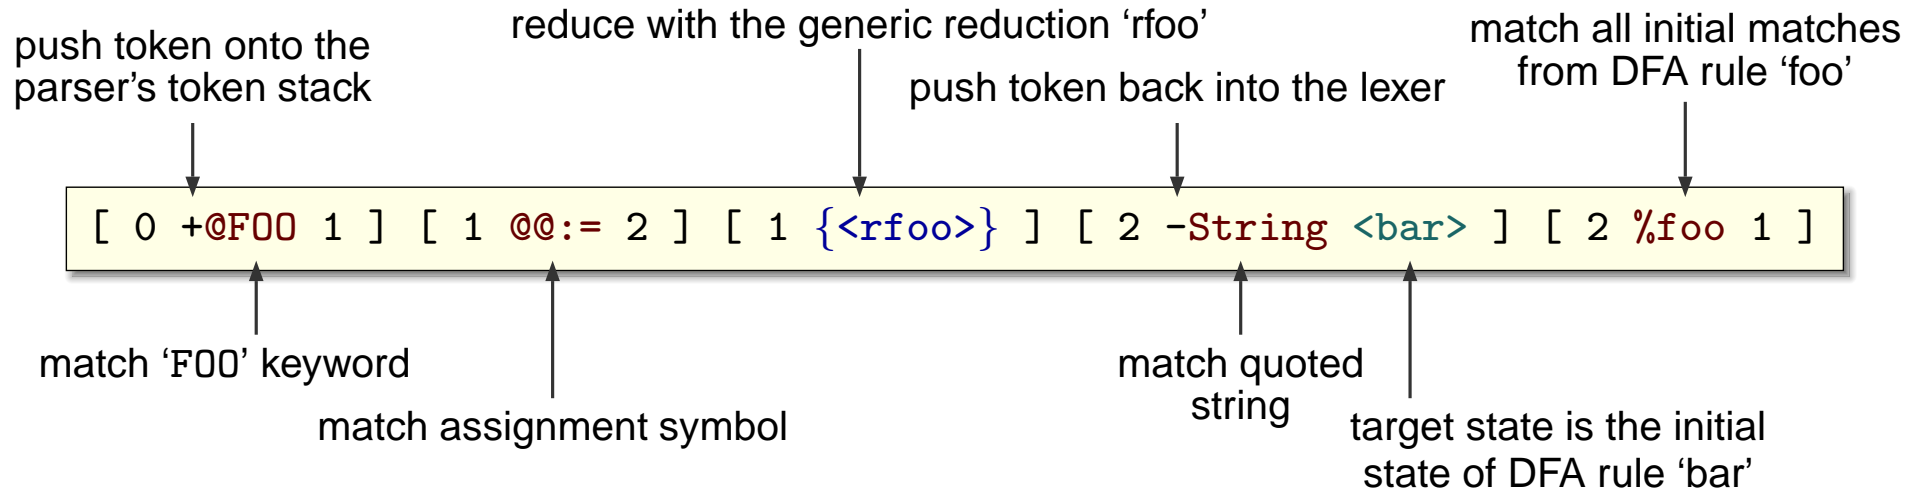 reduce with the generic reduction ‘rfoo’
match all initial matches
from DFA rule ‘foo’
push token onto the
parser’s token stack
push token back into the lexer
[ 0 +@FOO 1 ] [ 1 @@:= 2 ] [ 1 {<rfoo>} ] [ 2 -String <bar> ] [ 2 %foo 1 ]
match ‘FOO’ keyword
match assignment symbol
match quoted
string
target state is the initial
state of DFA rule ‘bar’